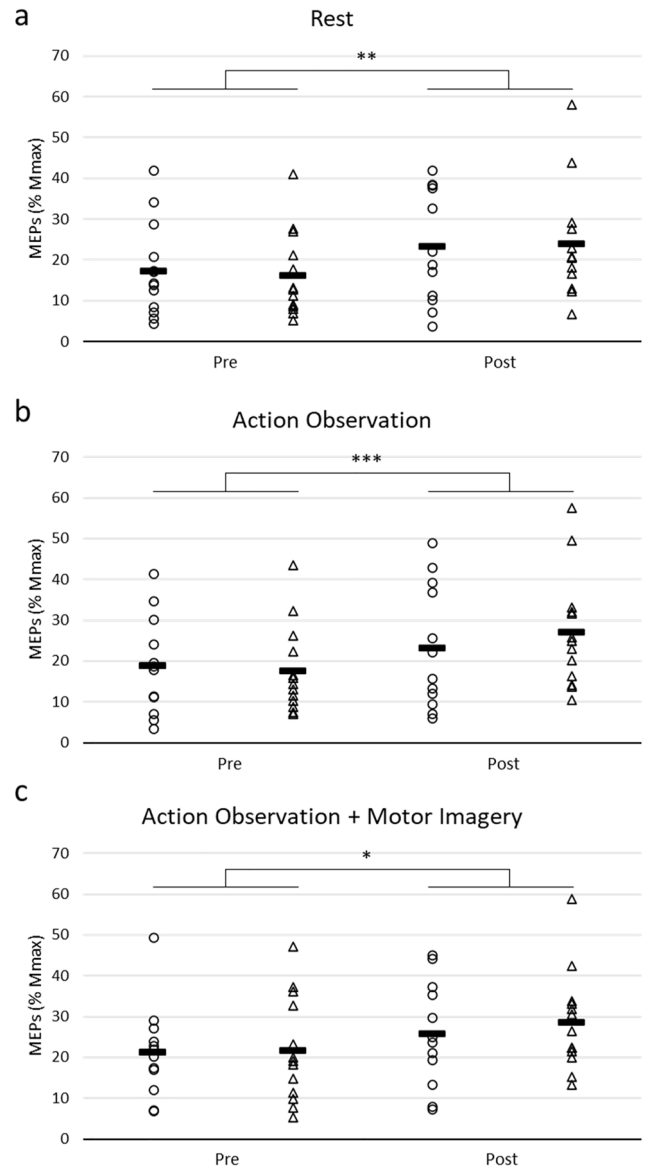 a
Rest
70
**
60
50
40
30
20
10
0
MEPs (% Mmax)
Pre Post
b
Action Observation
70
***
60
50
40
30
20
10
0
MEPs (% Mmax)
Pre Post
c
Action Observation + Motor Imagery
70
*
60
50
40
30
20
10
0
MEPs (% Mmax)
Pre Post